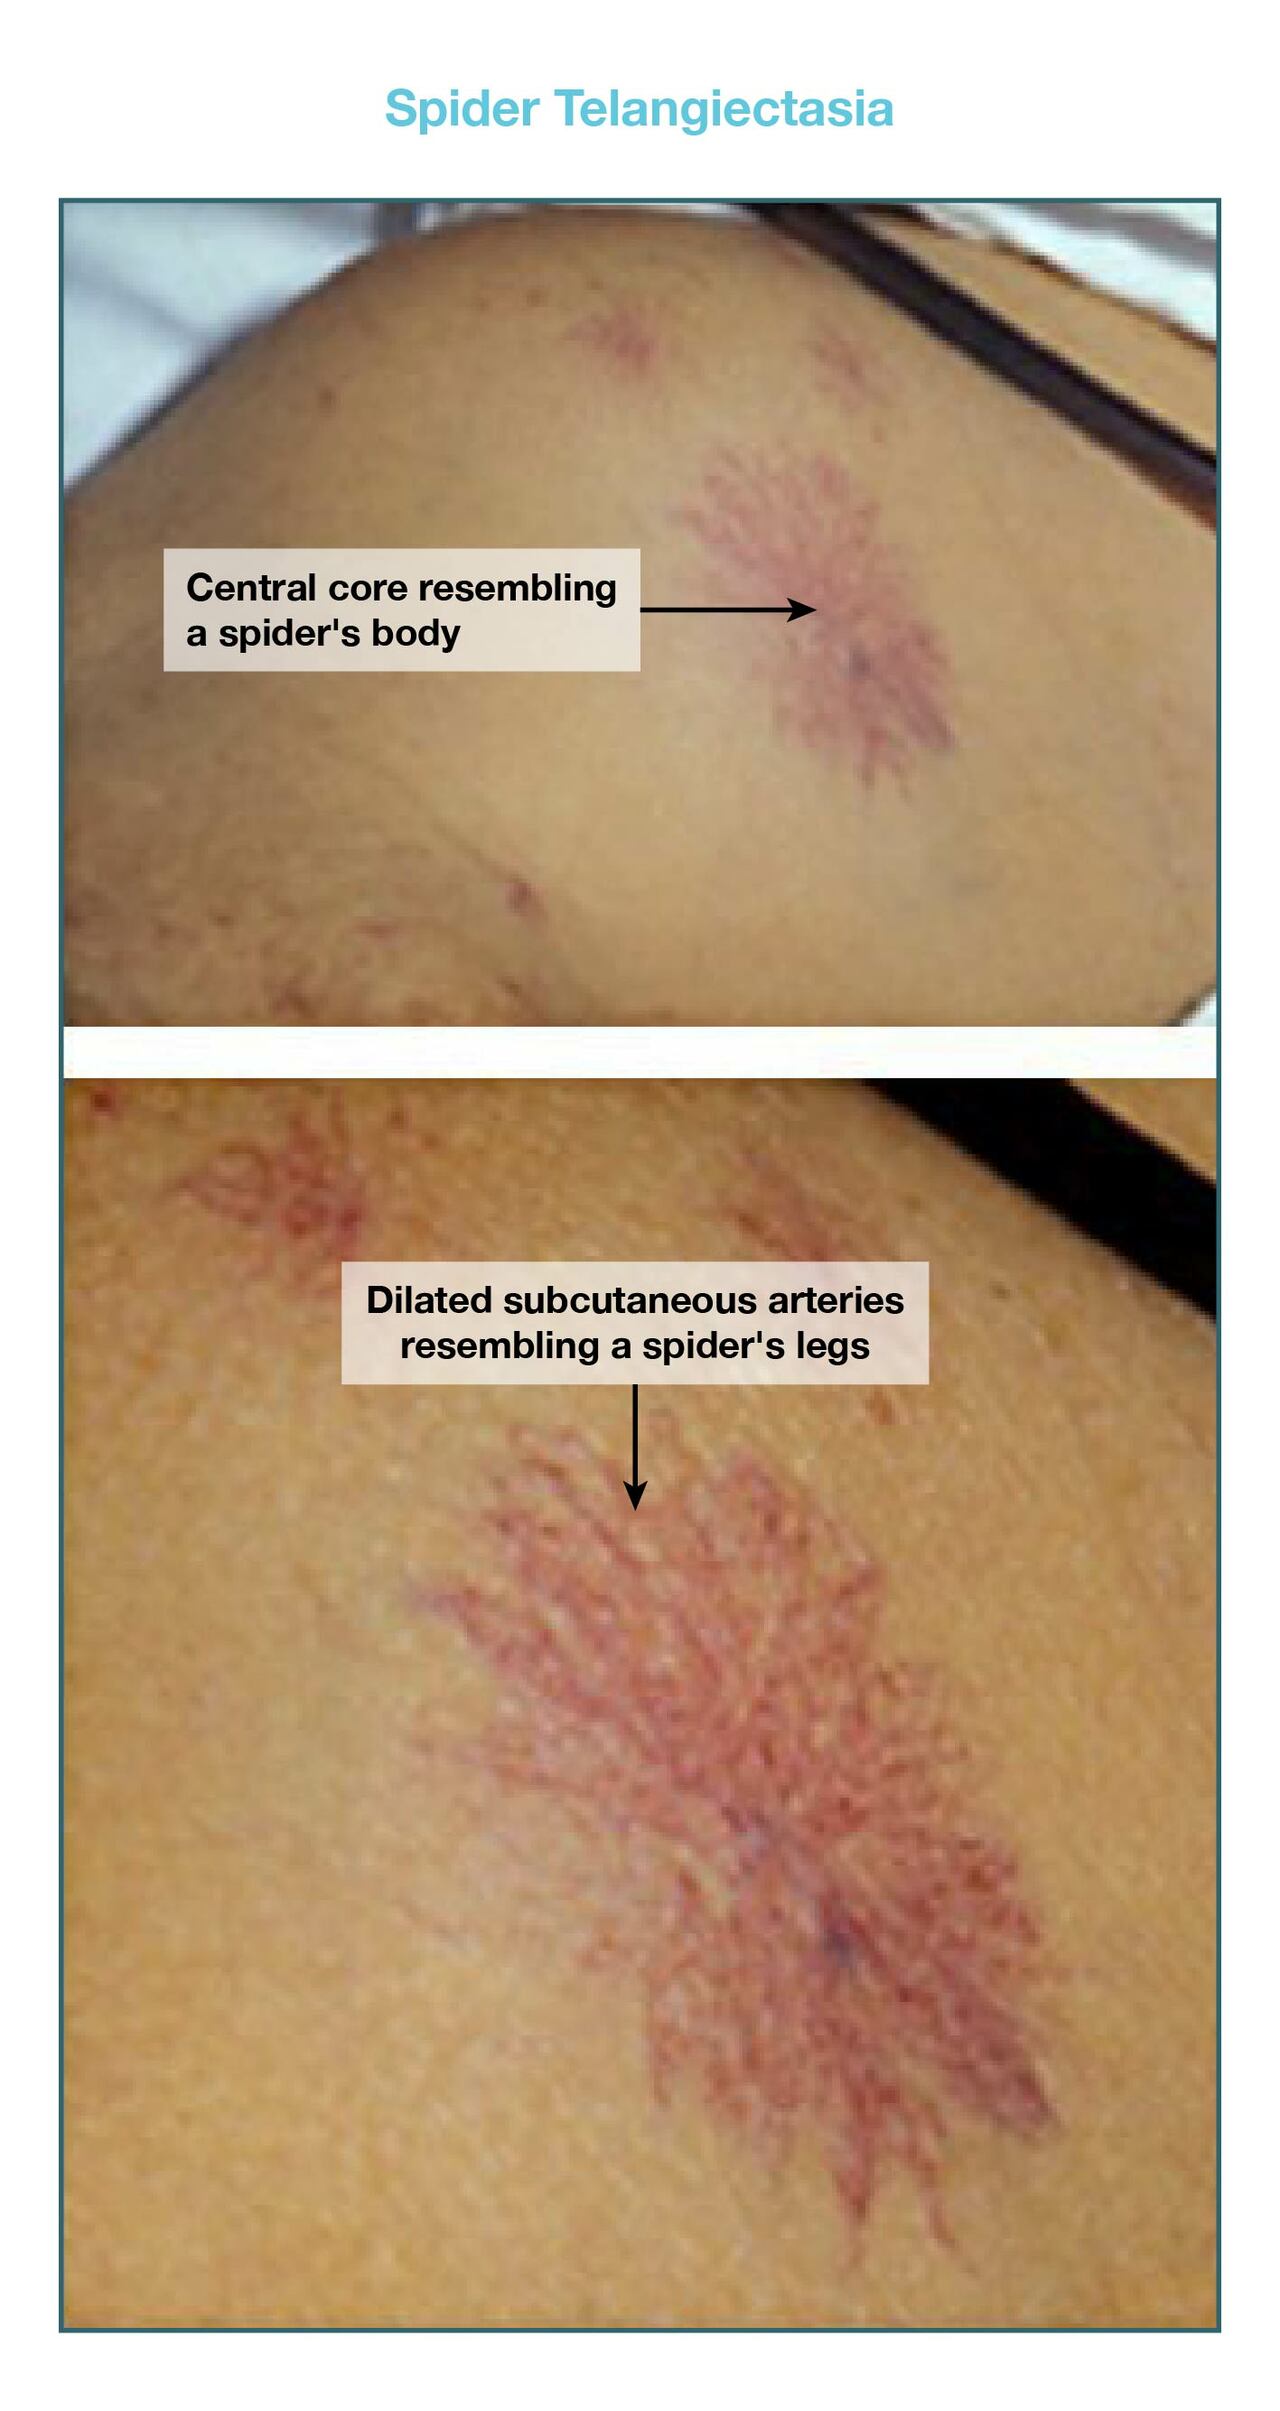 Spider Telangiectasia
Central core resembling
a spider's body
Dilated subcutaneous arteries
resembling a spider's legs